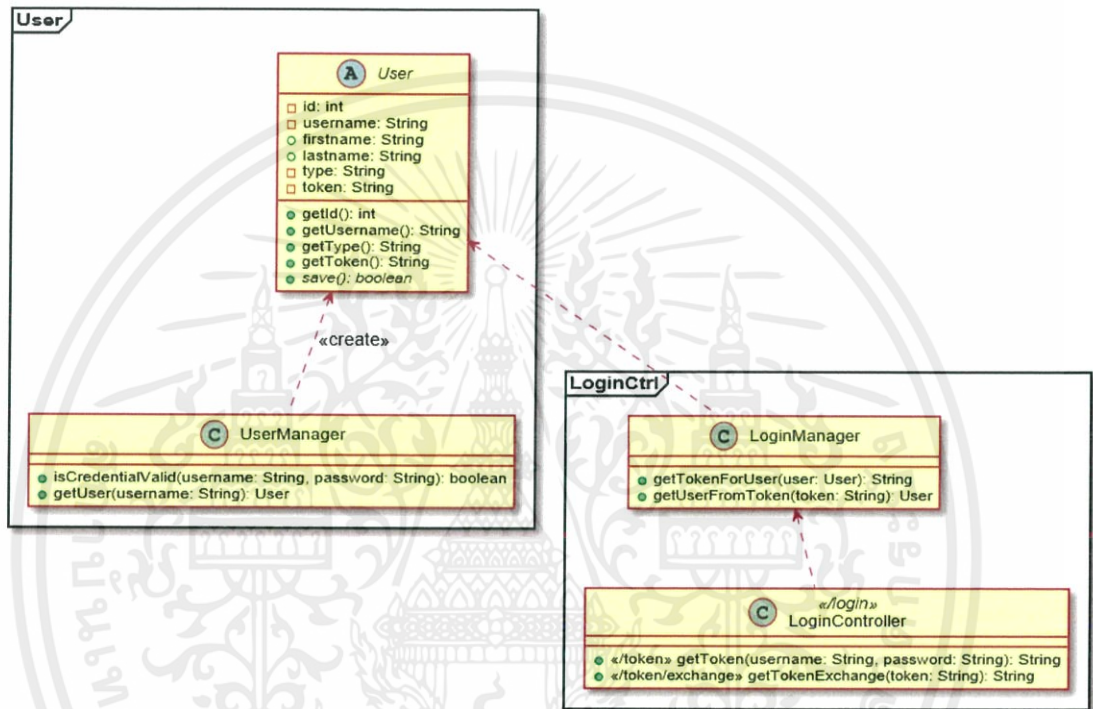 User
A User
id: int
username: String
firstname: String
lastname: String
type: String
token: String
getId(): int
getUsername(): String
getType(): String
getToken(): String
save(): boolean
«create»
C UserManager
isCredentialValid(username: String, password: String): boolean
getUser(username: String): User
LoginCtrl
C LoginManager
getTokenForUser(user: User): String
getUserFromToken(token: String): User
«/login»
C LoginController
«/token» getToken(username: String, password: String): String
«/token/exchange» getTokenExchange(token: String): String